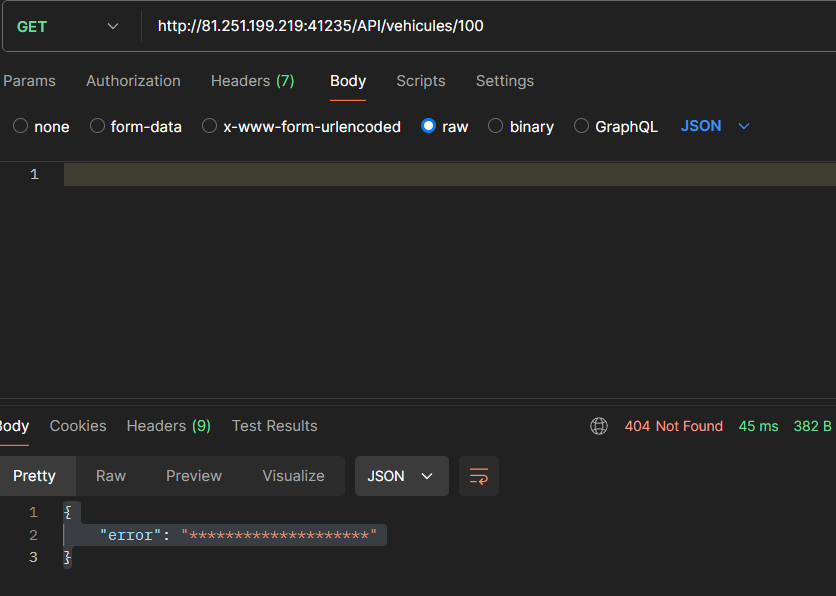 GET http://81.251.199.219:41235/API/vehicules/100
Params Authorization Headers (7) Body Scripts Settings
none form-data x-www-form-urlencoded raw binary GraphQL JSON
1
Body Cookies Headers (9) Test Results 404 Not Found 45 ms 382 B
Pretty Raw Preview Visualize JSON
1 {
2 "error": "********************"
3 }